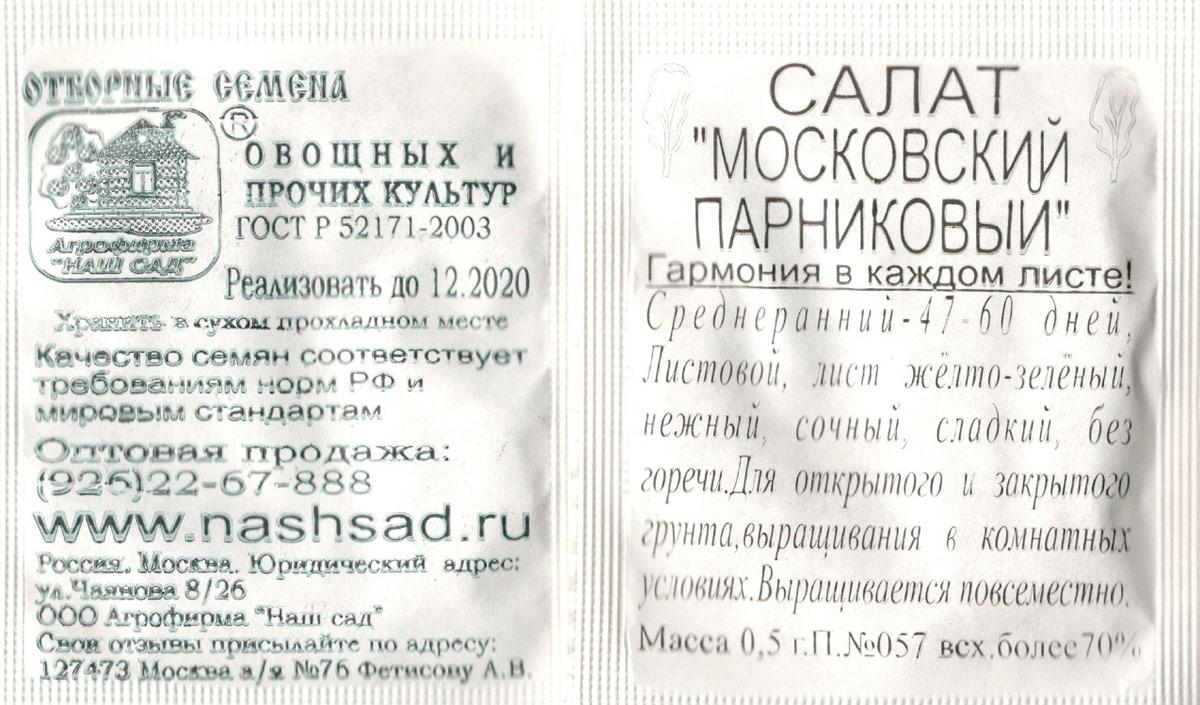 ОТБОРНЫЕ СЕМЕНА
®
ОВОЩНЫХ И
ПРОЧИХ КУЛЬТУР
ГОСТ Р 52171-2003
Агрофирма
"НАШ САД"
Реализовать до 12.2020
Хранить в сухом прохладном месте
Качество семян соответствует
требованиям норм РФ и
мировым стандартам
Оптовая продажа:
(926)22-67-888
www.nashsad.ru
Россия. Москва. Юридический адрес:
ул.Чаянова 8/26
ООО Агрофирма "Наш сад"
Свои отзывы присылайте по адресу:
127473 Москва а/я №76 Фетисову А.В.
САЛАТ
"МОСКОВСКИЙ
ПАРНИКОВЫЙ"
Гармония в каждом листе!
Среднеранний-47-60 дней,
Листовой, лист жёлто-зелёный,
нежный, сочный, сладкий, без
горечи.Для открытого и закрытого
грунта,выращивания в комнатных
условиях.Выращивается повсеместно.
Масса 0,5 г.П.№057 всх.более70%